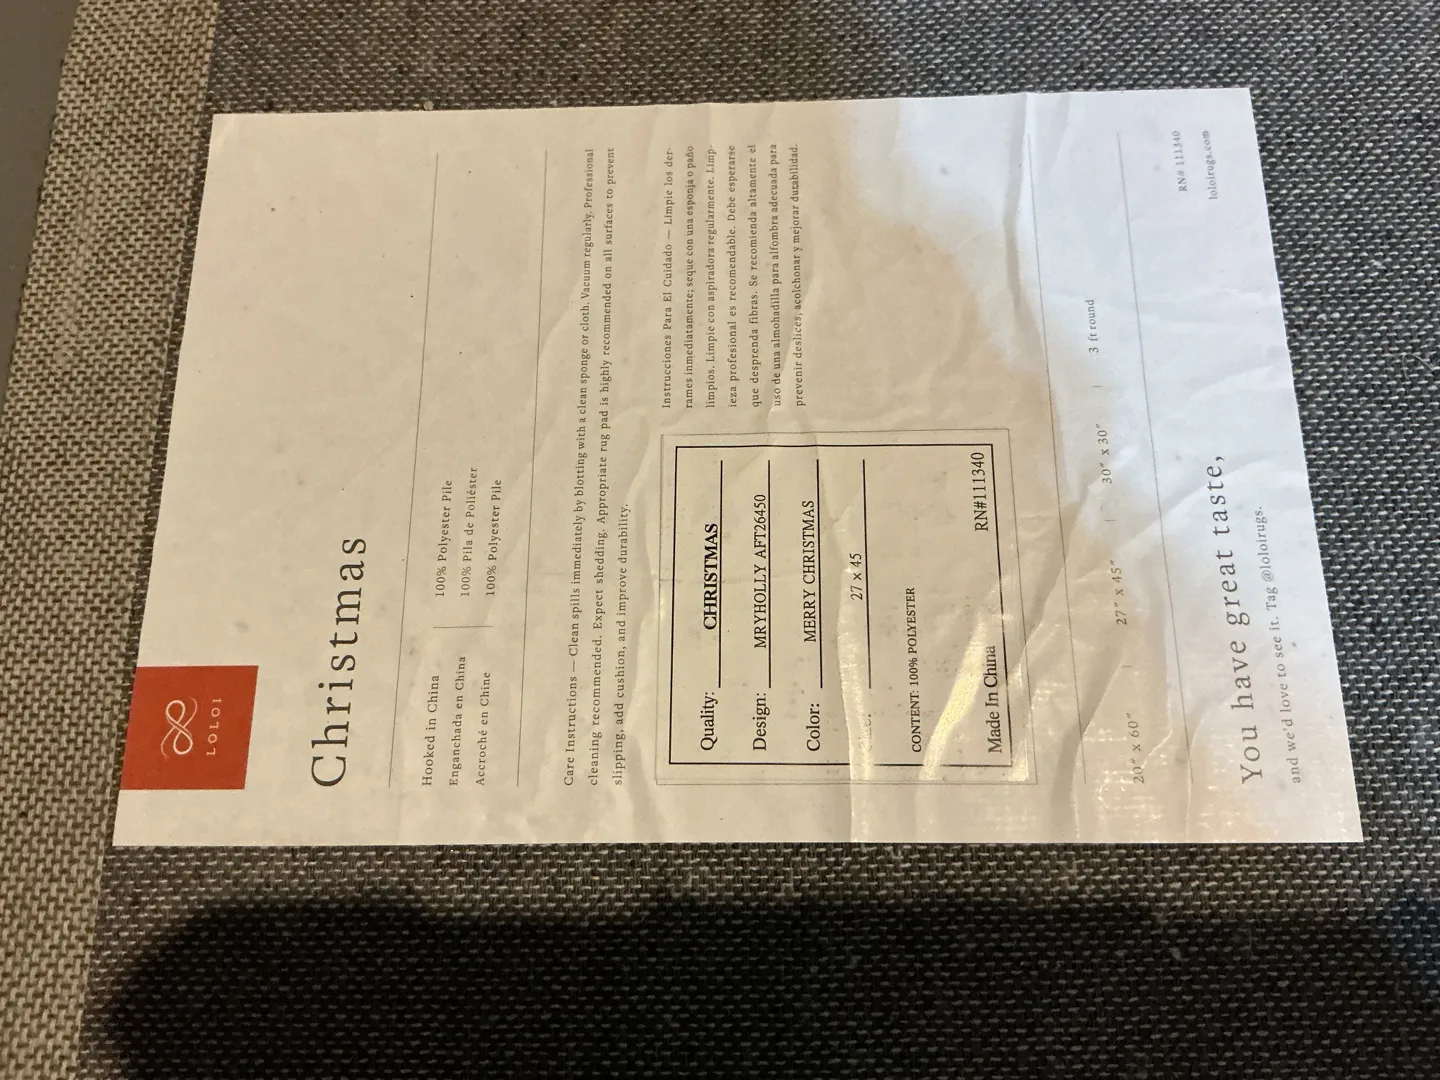 LOLOI
Christmas
Hooked in China
Enganchada en China
Accroché en Chine
100% Polyester Pile
100% Pila de Poliéster
100% Polyester Pile
Care Instructions — Clean spills immediately by blotting with a clean sponge or cloth. Vacuum regularly. Professional
cleaning recommended. Expect shedding. Appropriate rug pad is highly recommended on all surfaces to prevent
slipping, add cushion, and improve durability.
Instrucciones Para El Cuidado — Limpie los der-
rames inmediatamente; seque con una esponja o paño
limpios. Limpie con aspiradora regularmente. Limp-
ieza profesional es recomendable. Debe esperarse
que desprenda fibras. Se recomienda altamente el
uso de una almohadilla para alfombra adecuada para
prevenir deslices, acolchonar y mejorar durabilidad.
Quality: CHRISTMAS
Design: MRYHOLLY AFT26450
Color: MERRY CHRISTMAS
27 x 45
CONTENT: 100% POLYESTER
Made In China RN#111340
20" x 60" | 27" x 45" | 30" x 30" | 3 ft round
You have great taste,
and we'd love to see it. Tag @loloirugs.
RN# 111340
loloirugs.com